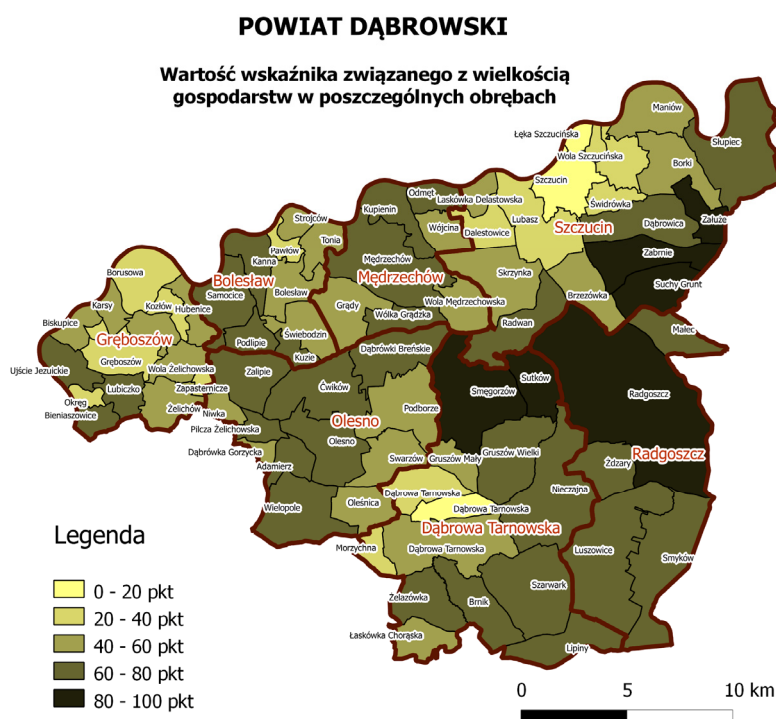 POWIAT DĄBROWSKI
Wartość wskaźnika związanego z wielkością
gospodarstw w poszczególnych obrębach
Maniów
Łęka Szczucińska
Słupiec
Wola Szczucińska
Borki
Szczucin
Odmęt
Laskówka Delastowska
Świdrówka
Kupienin
Lubasz
Załuże
Strojców
Wójcina
Dąbrowica
Dalestowice
Szczucin
Tonia
Pawłów
Zabrnie
Kanna
Mędrzechów
Borusowa
Bolesław
Mędrzechów
Skrzynka
Suchy Grunt
Samocice
Bolesław
Brzezówka
Karsy
Kozłów
Hubenice
Grądy
Wola Mędrzechowska
Wólka Grądzka
Biskupice
Gręboszów
Radwan
Malec
Świebodzin
Podlipie
Dąbrówki Breńskie
Kuzie
Gręboszów
Ujście Jezuickie
Wola Żelichowska
Zalipie
Sutków
Lubiczko
Zapasternicze
Ćwików
Smęgorzów
Radgoszcz
Okręg
Żelichów
Niwka
Podborze
Bieniaszowice
Olesno
Pilcza Żelichowska
Olesno
Dąbrówka Gorzycka
Gruszów Wielki
Radgoszcz
Swarzów
Gruszów Mały
Adamierz
Żdzary
Nieczajna
Dąbrowa Tarnowska
Oleśnica
Wielopole
Dąbrowa Tarnowska
Dąbrowa Tarnowska
Legenda
Morzychna
Dąbrowa Tarnowska
Luszowice
Smyków
Szarwark
0 - 20 pkt
Żelazówka
Brnik
20 - 40 pkt
Łaskówka Chorąska
40 - 60 pkt
Lipiny
60 - 80 pkt
80 - 100 pkt
0 5 10 km